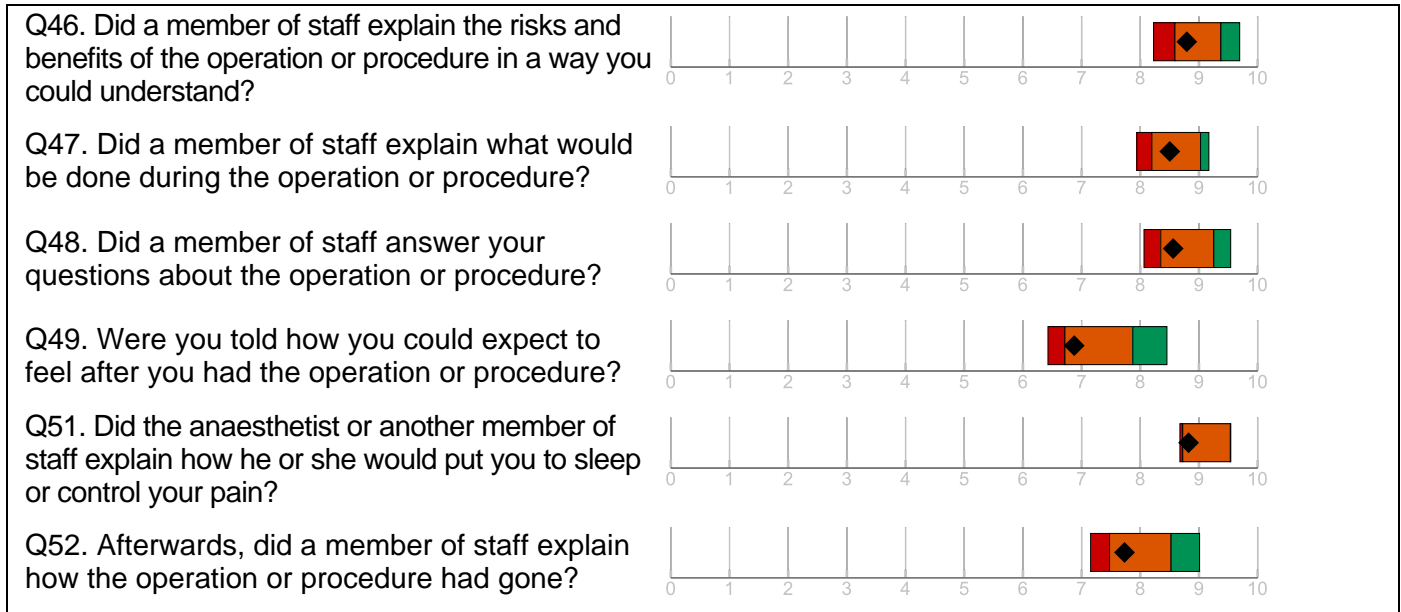 Q46. Did a member of staff explain the risks and
benefits of the operation or procedure in a way you
could understand?
0 1 2 3 4 5 6 7 8 9 10
Q47. Did a member of staff explain what would
be done during the operation or procedure?
0 1 2 3 4 5 6 7 8 9 10
Q48. Did a member of staff answer your
questions about the operation or procedure?
0 1 2 3 4 5 6 7 8 9 10
Q49. Were you told how you could expect to
feel after you had the operation or procedure?
0 1 2 3 4 5 6 7 8 9 10
Q51. Did the anaesthetist or another member of
staff explain how he or she would put you to sleep
or control your pain?
0 1 2 3 4 5 6 7 8 9 10
Q52. Afterwards, did a member of staff explain
how the operation or procedure had gone?
0 1 2 3 4 5 6 7 8 9 10